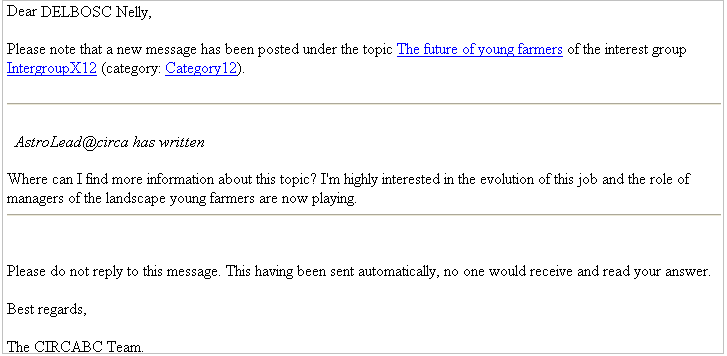 Dear DELBOSC Nelly,
Please note that a new message has been posted under the topic The future of young farmers of the interest group
IntergroupX12 (category: Category12).
AstroLead@circa has written
Where can I find more information about this topic? I'm highly interested in the evolution of this job and the role of
managers of the landscape young farmers are now playing.
Please do not reply to this message. This having been sent automatically, no one would receive and read your answer.
Best regards,
The CIRCABC Team.